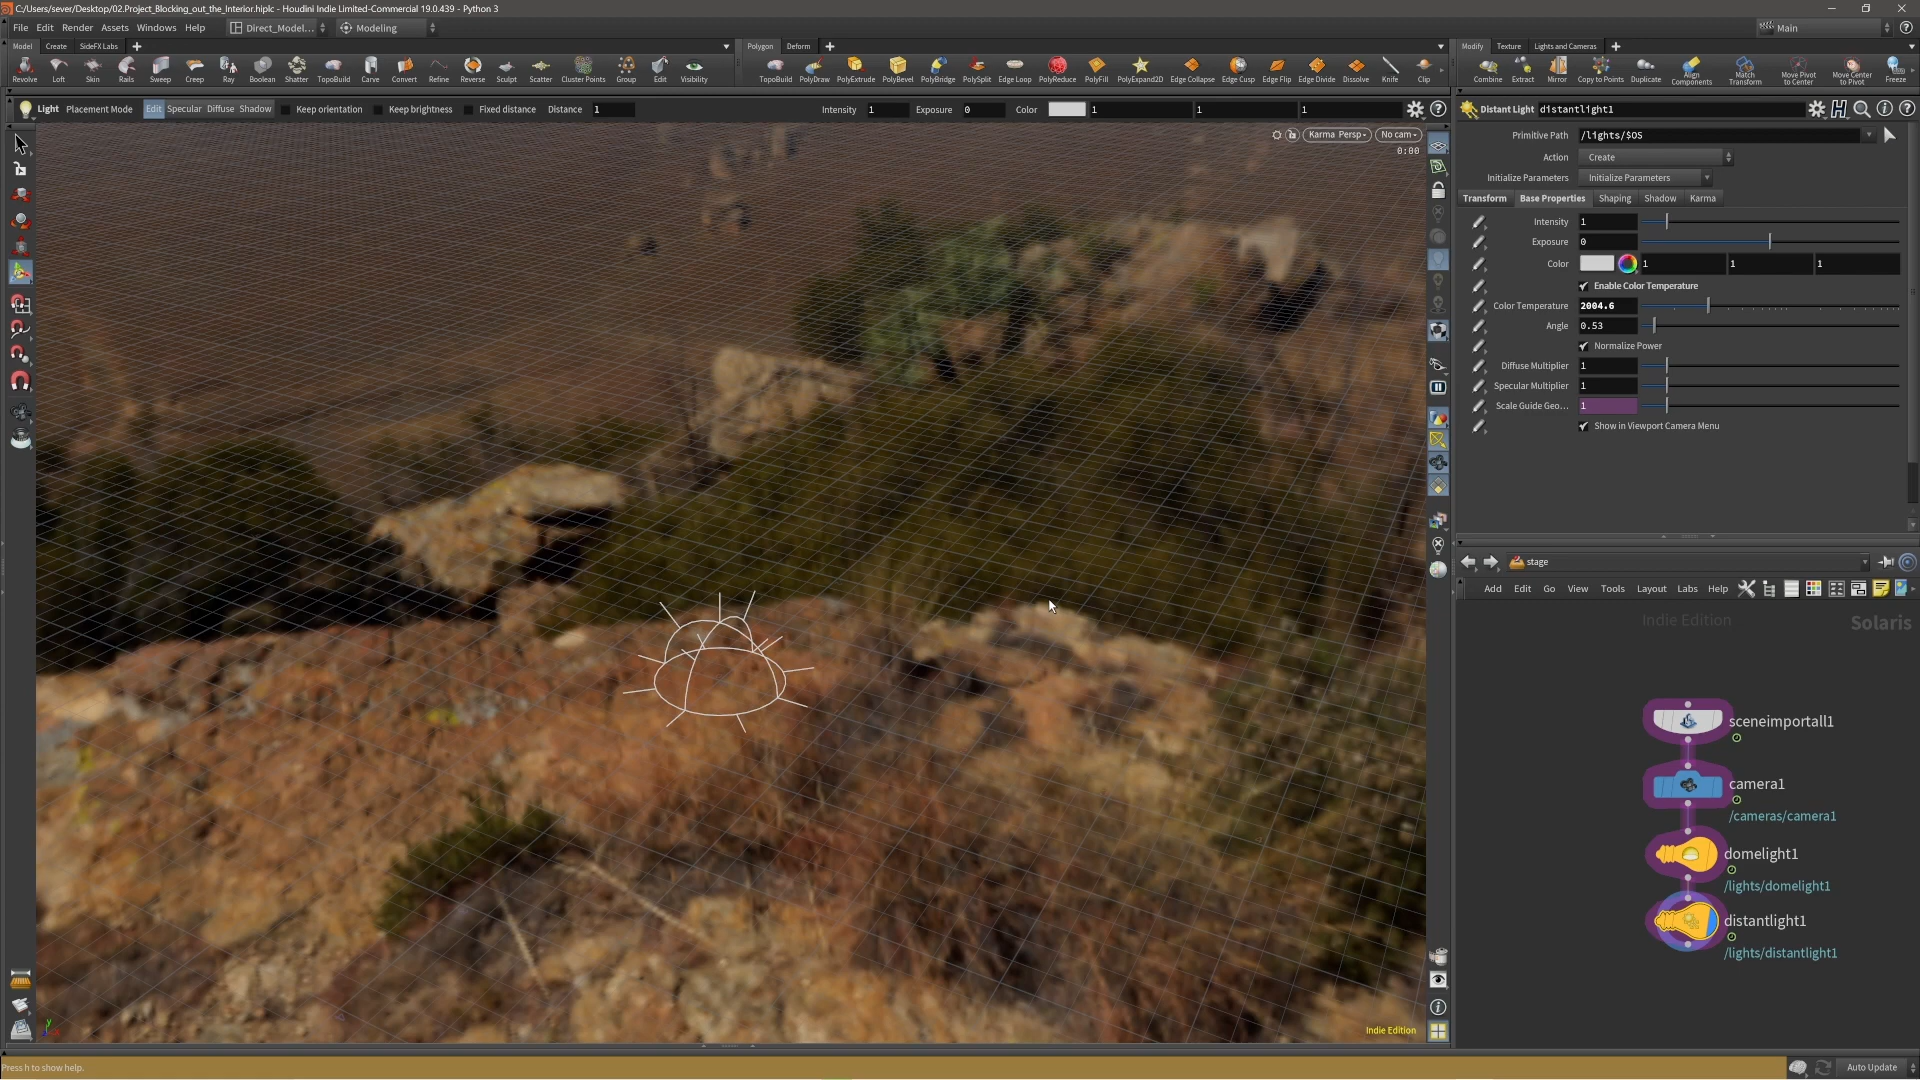 C:/Users/sever/Desktop/02.Project_Blocking_out_the_Interior.hiplc - Houdini Indie Limited-Commercial 19.0.439 - Python 3
File Edit Render Assets Windows Help Direct_Model... Modeling Main
Model Create SideFX Labs Polygon Deform Modify Texture Lights and Cameras
Revolve Loft Skin Rails Sweep Creep Ray Boolean Shatter TopoBuild Carve Convert Refine Reverse Sculpt Scatter Cluster Points Group Edit Visibility
TopoBuild PolyDraw PolyExtrude PolyBevel PolyBridge PolySplit Edge Loop PolyReduce PolyFill PolyExpand2D Edge Collapse Edge Cusp Edge Flip Edge Divide Dissolve Knife Clip
Combine Extract Mirror Copy to Points Duplicate Align Components Match Transform Move Pivot to Center Move Center to Pivot Freeze
Light Placement Mode Edit Specular Diffuse Shadow Keep orientation Keep brightness Fixed distance Distance 1 Intensity 1 Exposure 0 Color 1 1 1
Distant Light distantlight1
Karma Persp No cam
0:00
Primitive Path /lights/$OS
Action Create
Initialize Parameters Initialize Parameters
Transform Base Properties Shaping Shadow Karma
Intensity 1
Exposure 0
Color 1 1 1
Enable Color Temperature
Color Temperature 2004.6
Angle 0.53
Normalize Power
Diffuse Multiplier 1
Specular Multiplier 1
Scale Guide Geo... 1
Show in Viewport Camera Menu
stage
Add Edit Go View Tools Layout Labs Help
Indie Edition Solaris
sceneimportall1
camera1
/cameras/camera1
domelight1
/lights/domelight1
distantlight1
/lights/distantlight1
Indie Edition
Press h to show help. Auto Update